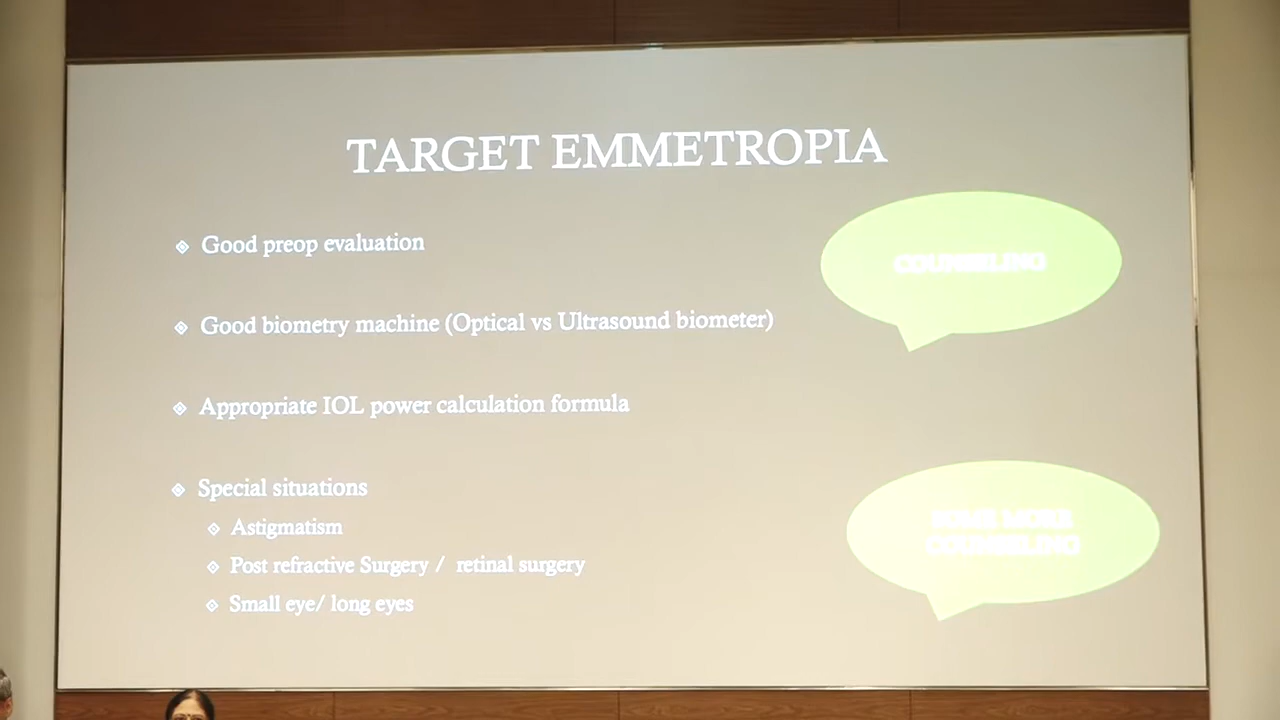 TARGET EMMETROPIA
Good preop evaluation
COUNSELING
Good biometry machine (Optical vs Ultrasound biometer)
Appropriate IOL power calculation formula
Special situations
Astigmatism
Post refractive Surgery / retinal surgery
Small eye/ long eyes
SOME MORE
COUNSELING